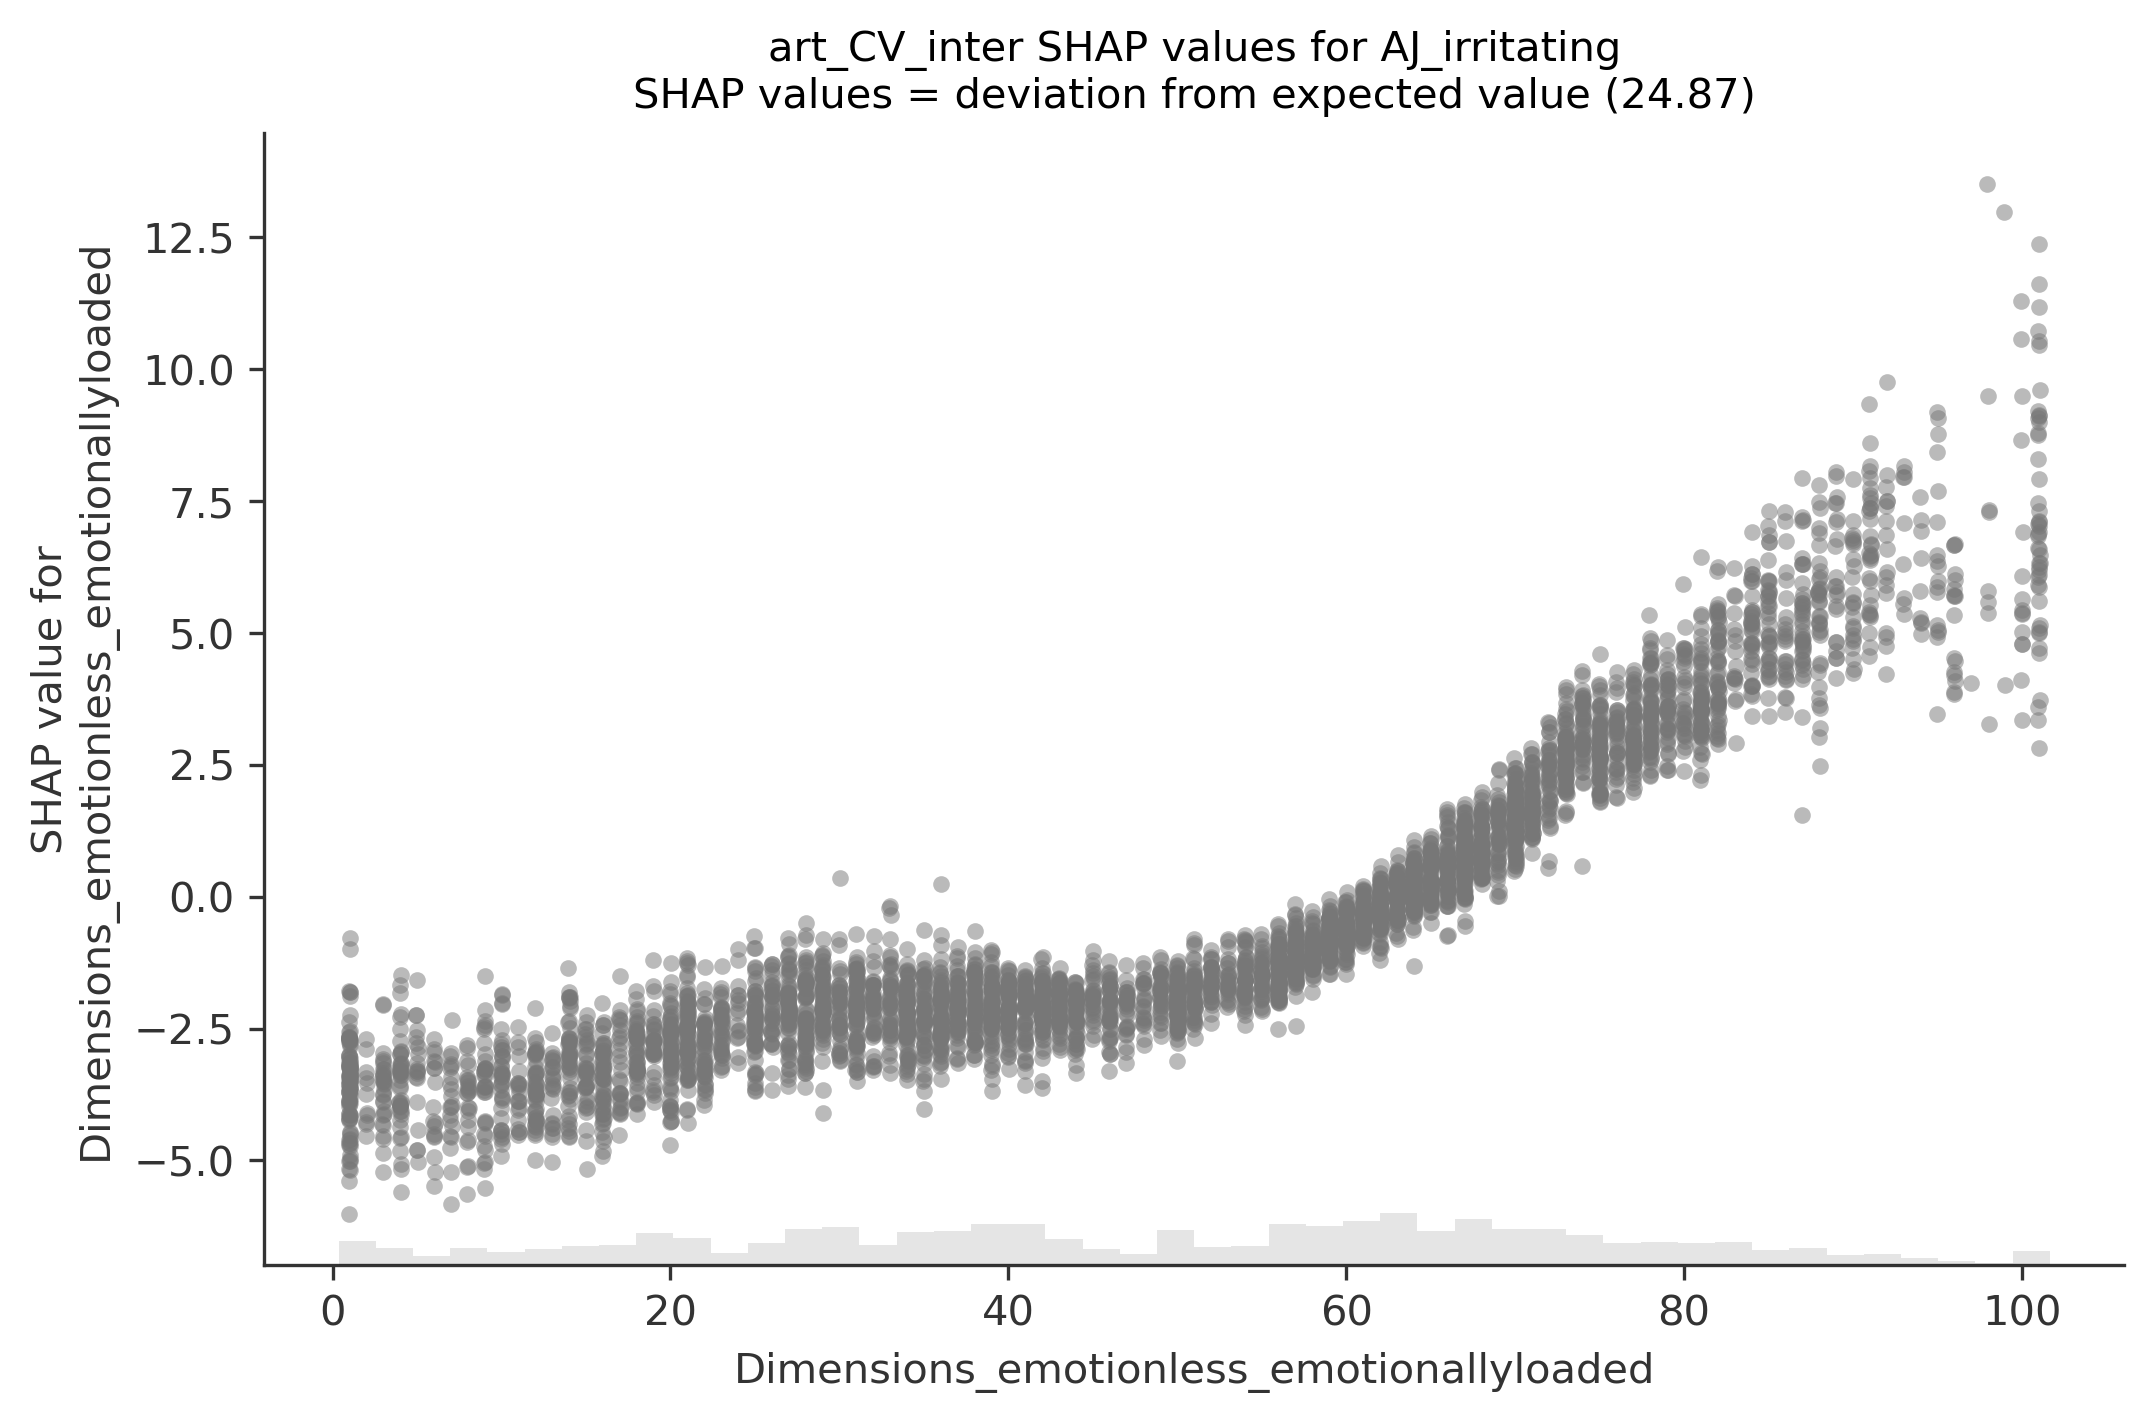 art_CV_inter SHAP values for AJ_irritating
SHAP values = deviation from expected value (24.87)
SHAP value for
Dimensions_emotionless_emotionallyloaded
12.5
10.0
7.5
5.0
2.5
0.0
−2.5
−5.0
0 20 40 60 80 100
Dimensions_emotionless_emotionallyloaded